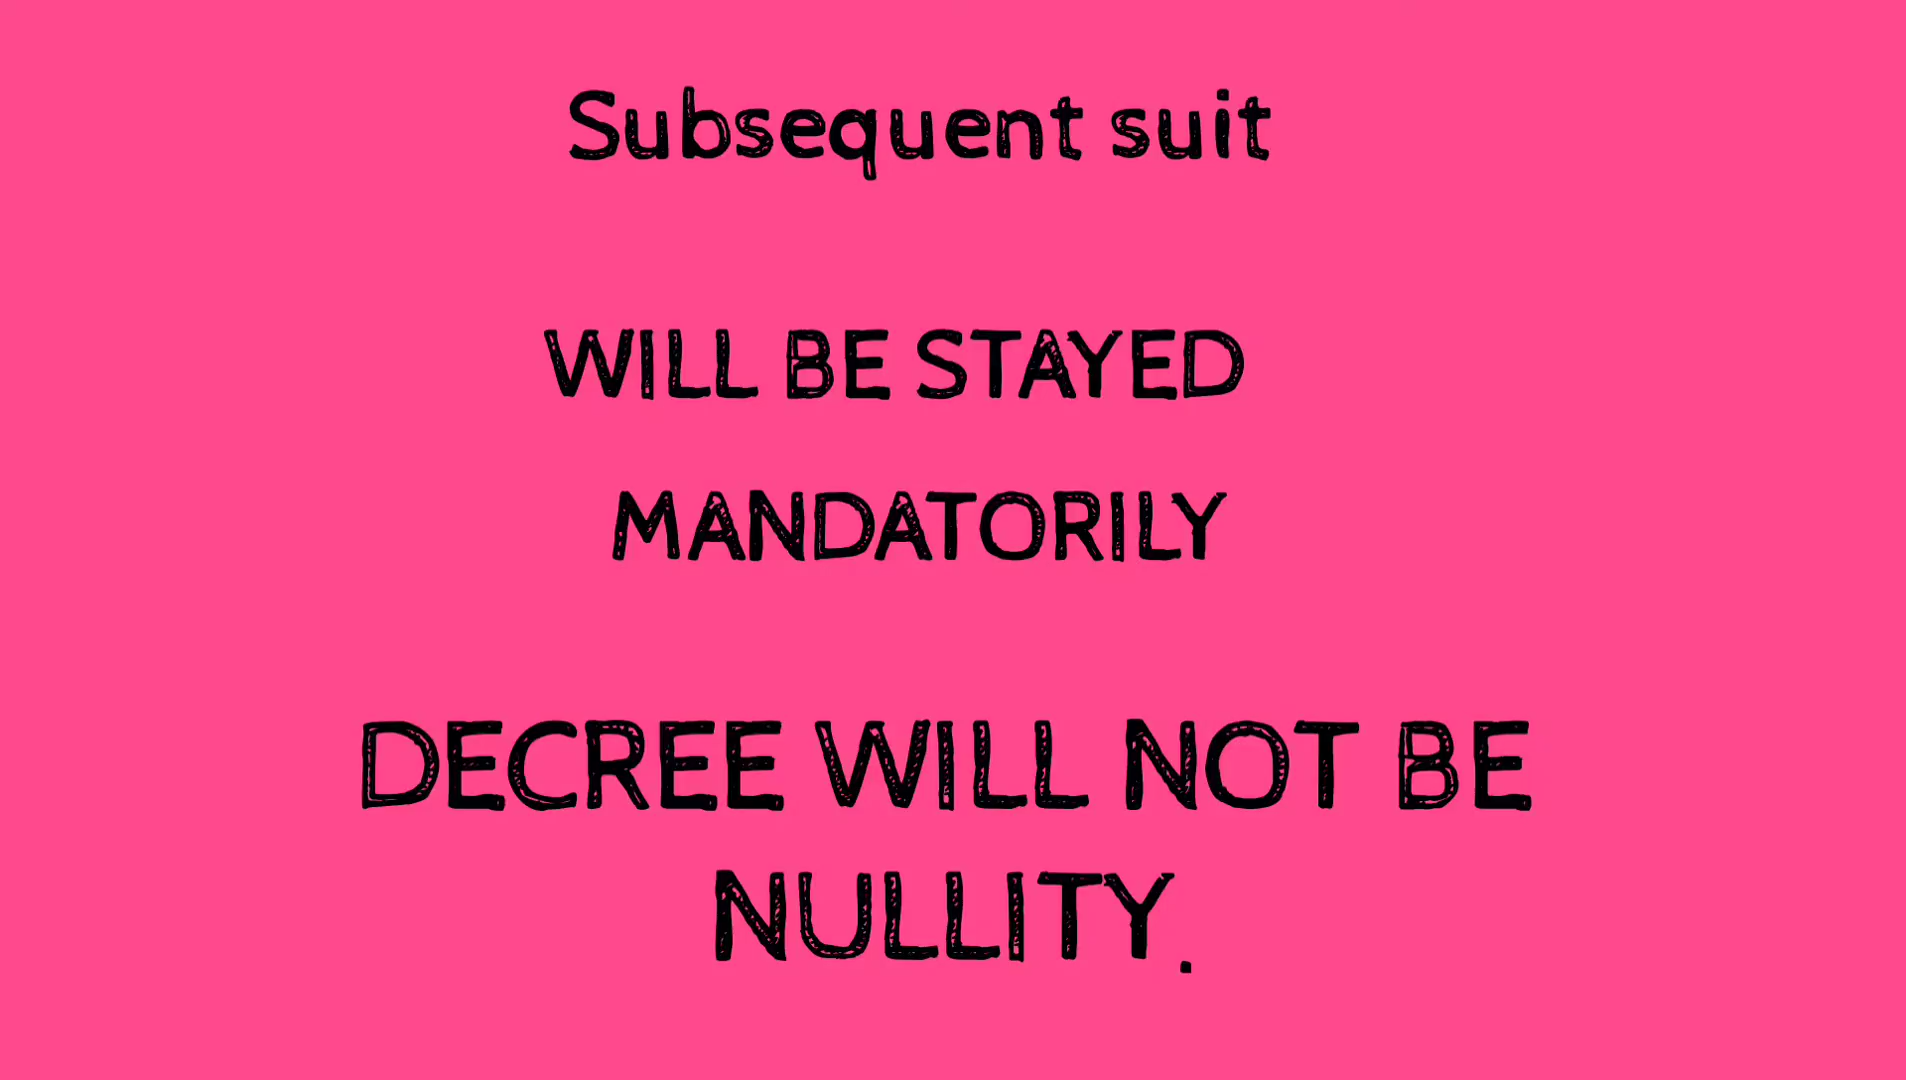 Subsequent suit
WILL BE STAYED
MANDATORILY
DECREE WILL NOT BE
NULLITY.